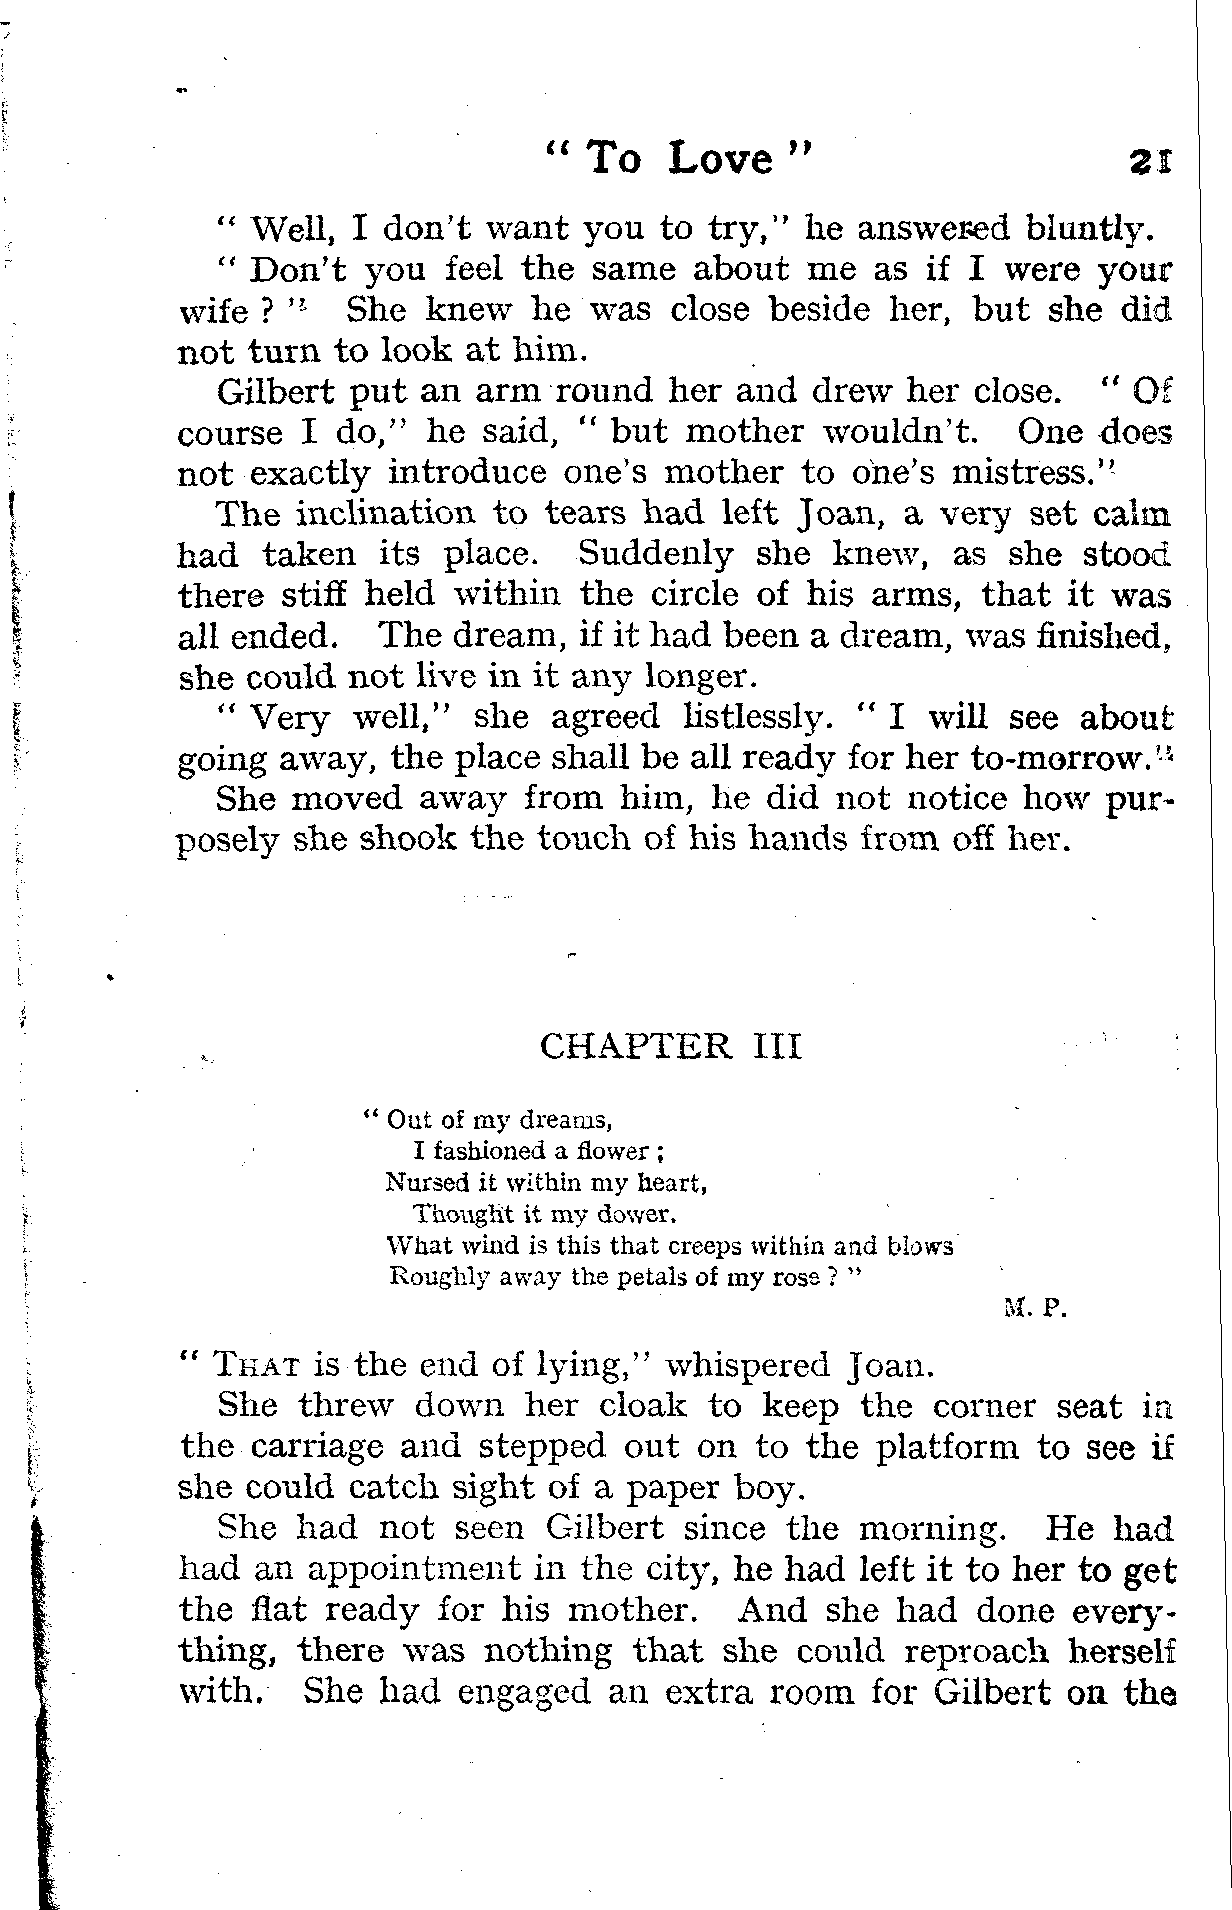 " To Love " 21
" Well, I don't want you to try," he answered bluntly.
" Don't you feel the same about me as if I were your
wife ? " She knew he was close beside her, but she did
not turn to look at him.
Gilbert put an arm round her and drew her close. " Of
course I do," he said, " but mother wouldn't. One does
not exactly introduce one's mother to one's mistress."
The inclination to tears had left Joan, a very set calm
had taken its place. Suddenly she knew, as she stood
there stiff held within the circle of his arms, that it was
all ended. The dream, if it had been a dream, was finished,
she could not live in it any longer.
" Very well," she agreed listlessly. " I will see about
going away, the place shall be all ready for her to-morrow."
She moved away from him, he did not notice how pur-
posely she shook the touch of his hands from off her.
CHAPTER III
" Out of my dreams,
I fashioned a flower ;
Nursed it within my heart,
Thought it my dower.
What wind is this that creeps within and blows
Roughly away the petals of my rose ? "
M. P.
" THAT is the end of lying," whispered Joan.
She threw down her cloak to keep the corner seat in
the carriage and stepped out on to the platform to see if
she could catch sight of a paper boy.
She had not seen Gilbert since the morning. He had
had an appointment in the city, he had left it to her to get
the flat ready for his mother. And she had done every-
thing, there was nothing that she could reproach herself
with. She had engaged an extra room for Gilbert on the